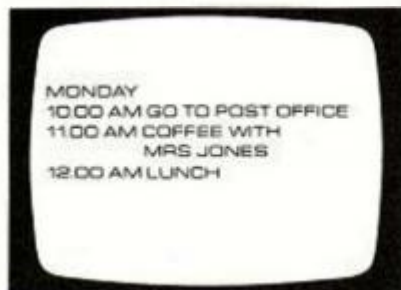 MONDAY
10.00 AM GO TO POST OFFICE
11.00 AM COFFEE WITH
MRS JONES
12.00 AM LUNCH